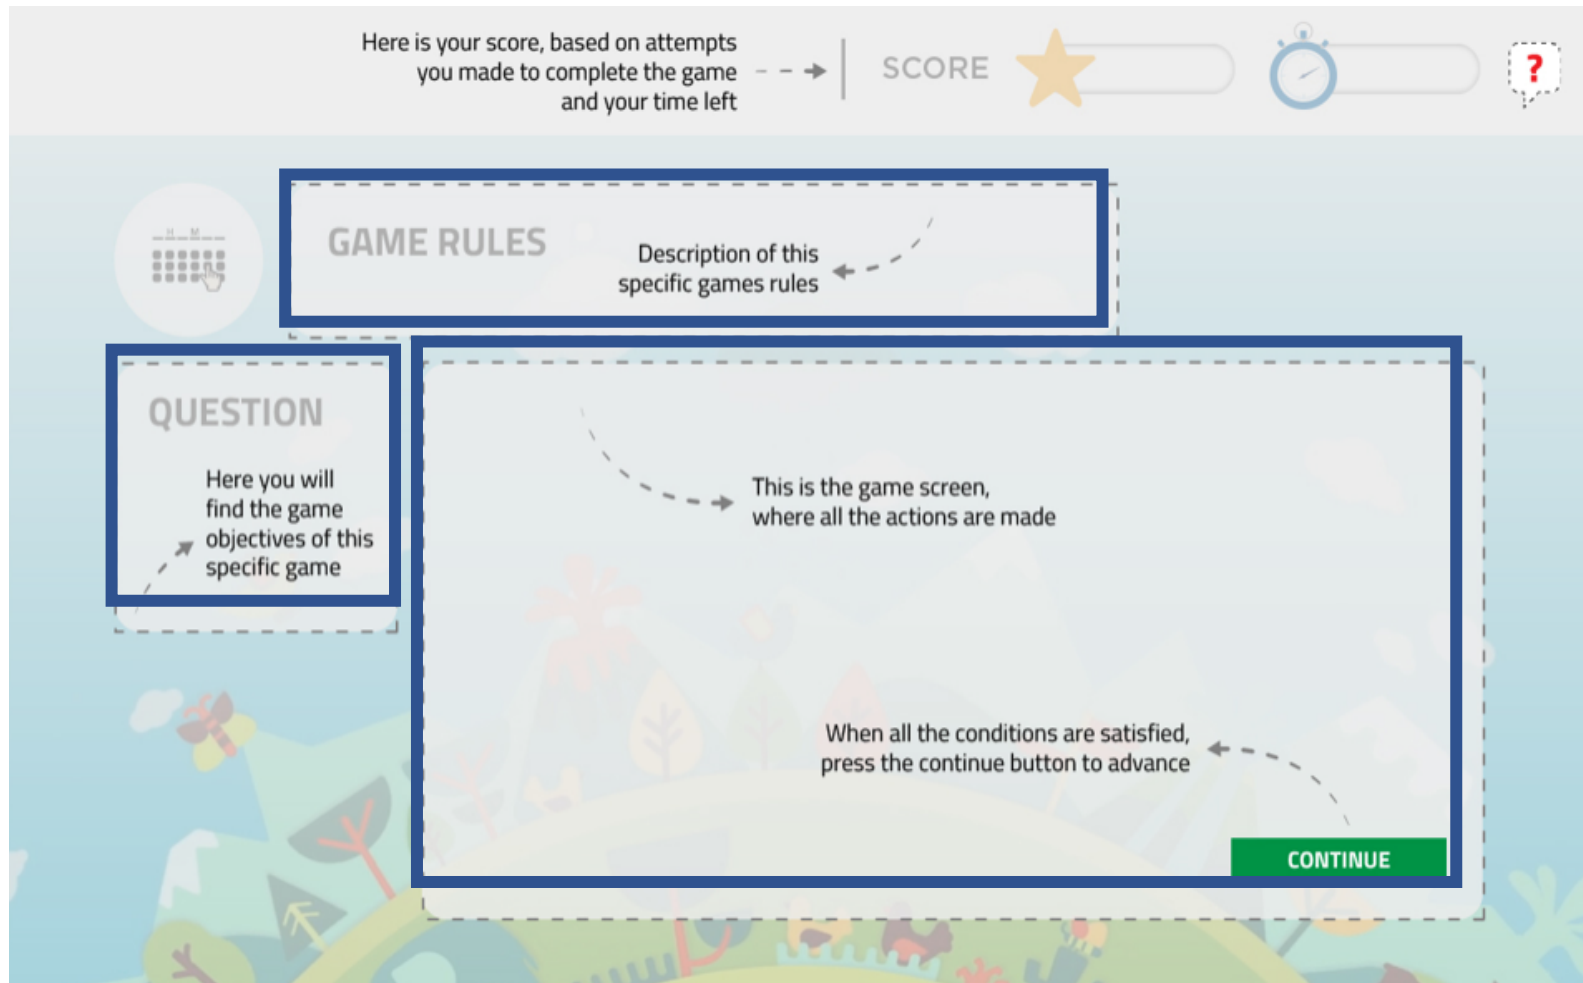 Here is your score, based on attempts
you made to complete the game
and your time left
SCORE
?
H M
GAME RULES
Description of this
specific games rules
QUESTION
Here you will
find the game
objectives of this
specific game
This is the game screen,
where all the actions are made
When all the conditions are satisfied,
press the continue button to advance
CONTINUE